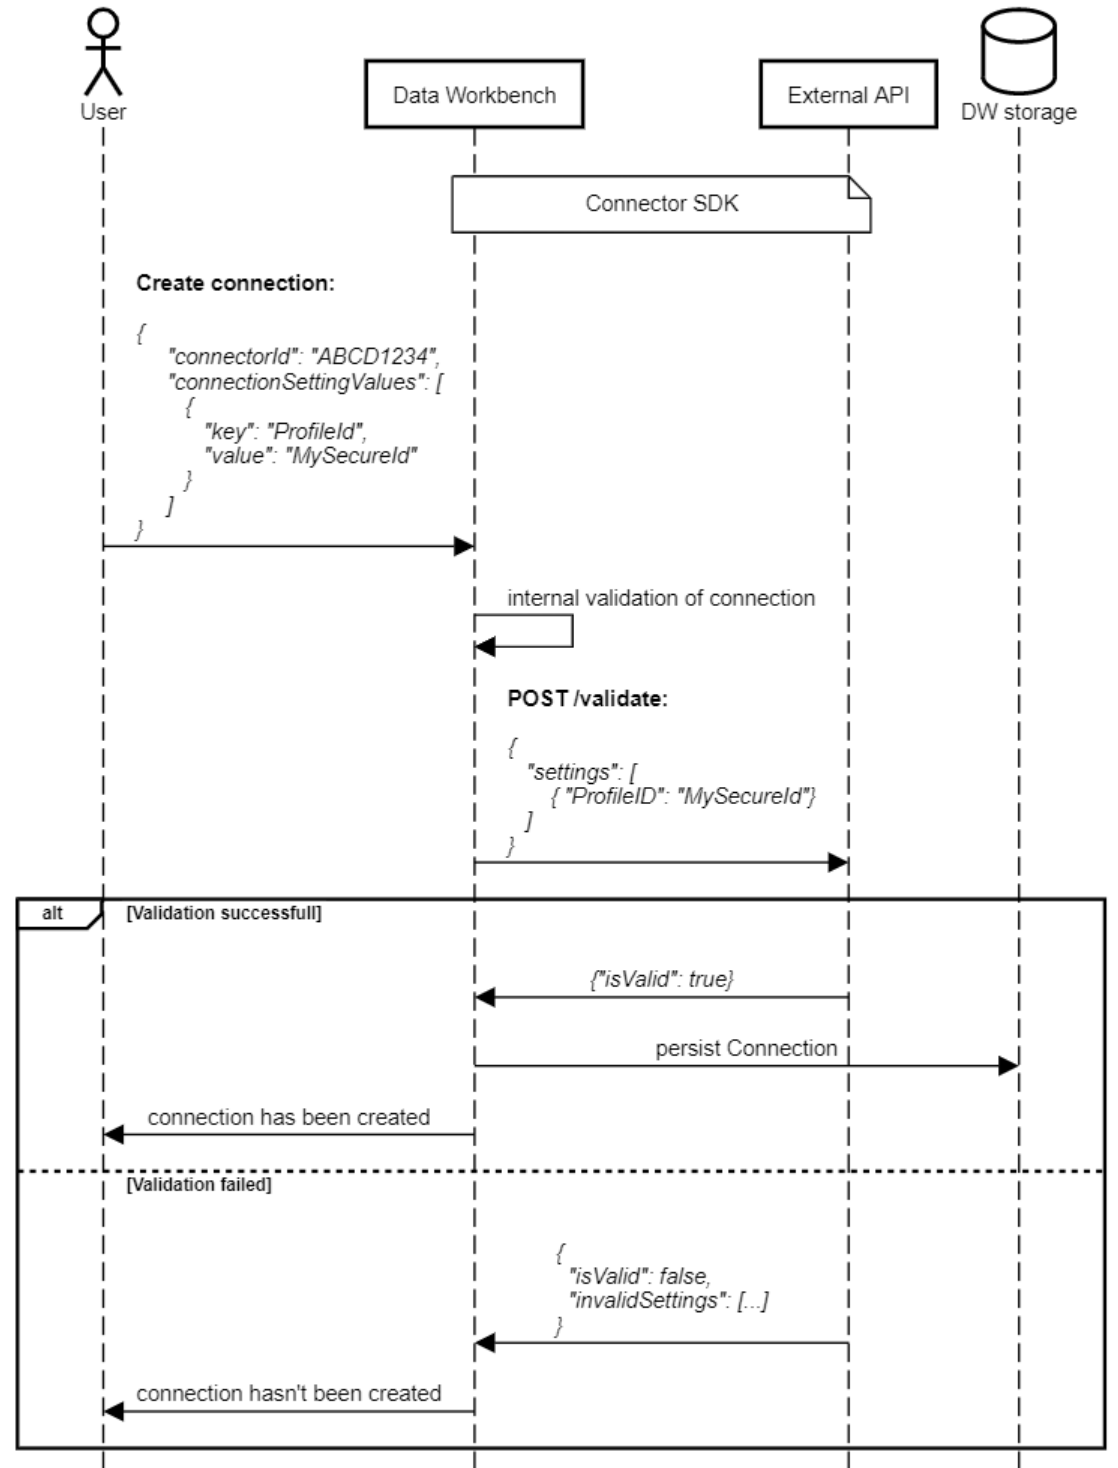 User
Data Workbench
External API
DW storage
Connector SDK
Create connection:
{
"connectorId": "ABCD1234",
"connectionSettingValues": [
{
"key": "ProfileId",
"value": "MySecureId"
}
]
}
internal validation of connection
POST /validate:
{
"settings": [
{ "ProfileID": "MySecureId"}
]
}
alt
[Validation successfull]
{"isValid": true}
persist Connection
connection has been created
[Validation failed]
{
"isValid": false,
"invalidSettings": [...]
}
connection hasn't been created